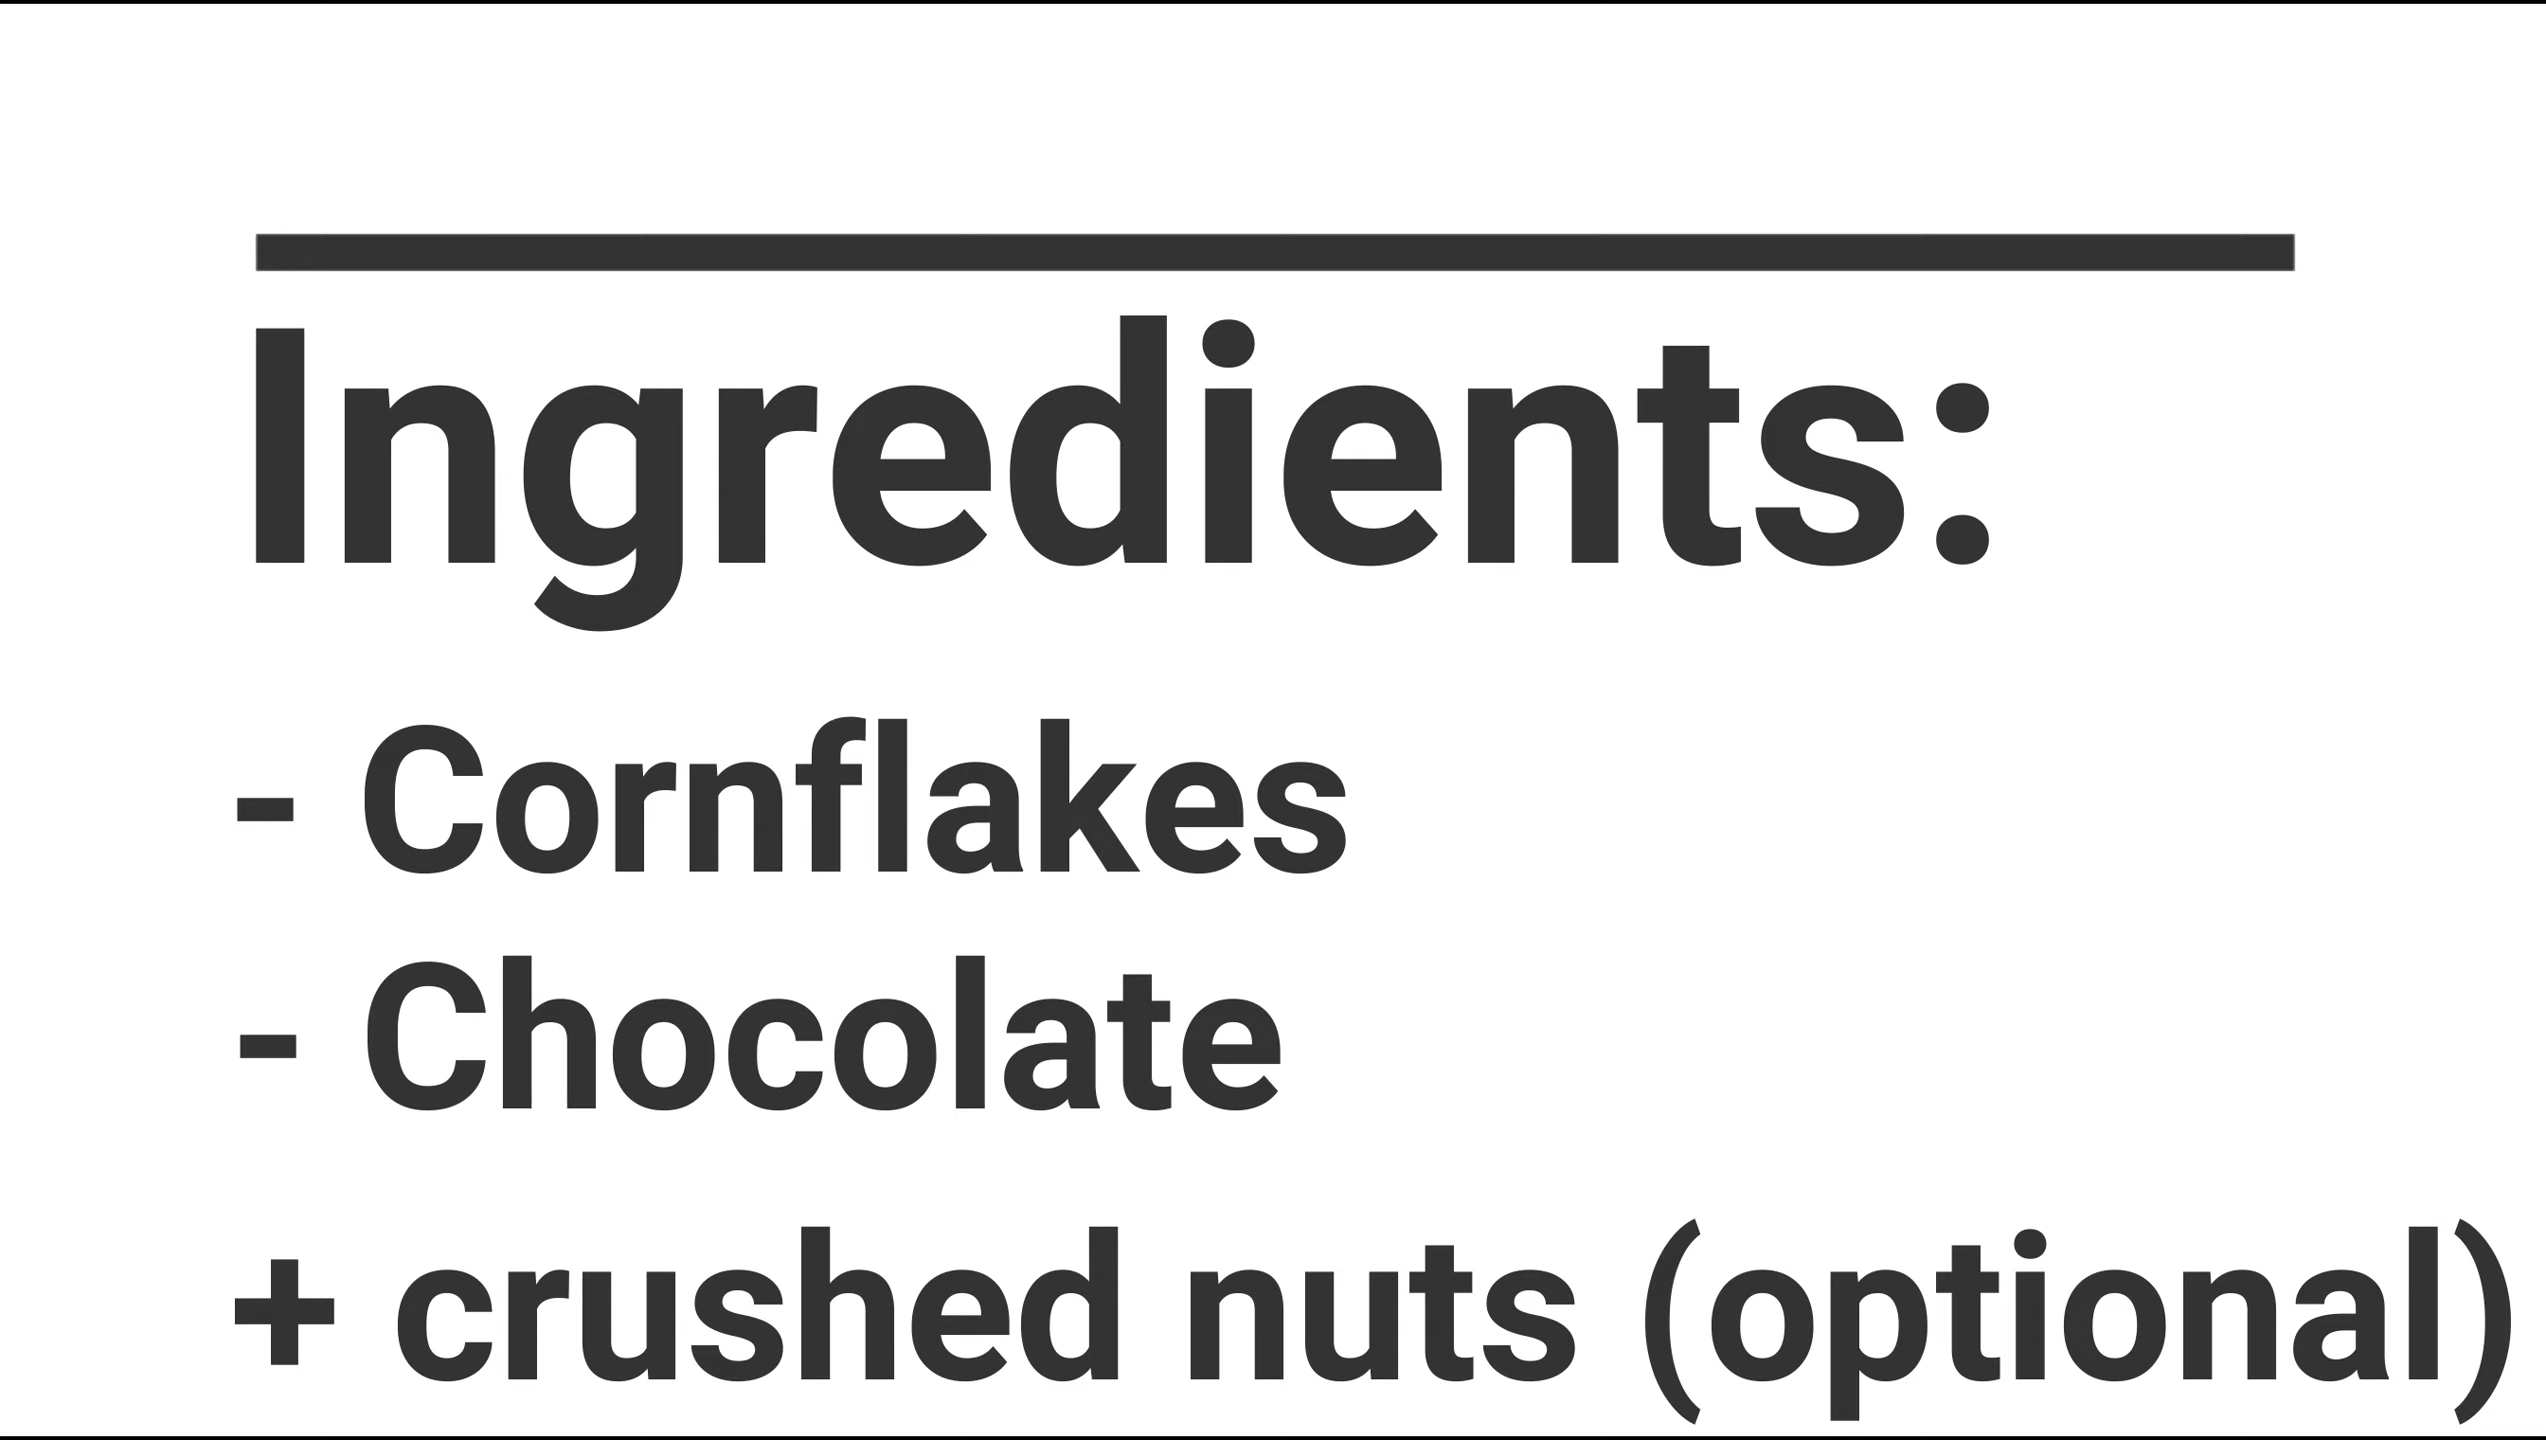 Ingredients:
- Cornflakes
- Chocolate
+ crushed nuts (optional)